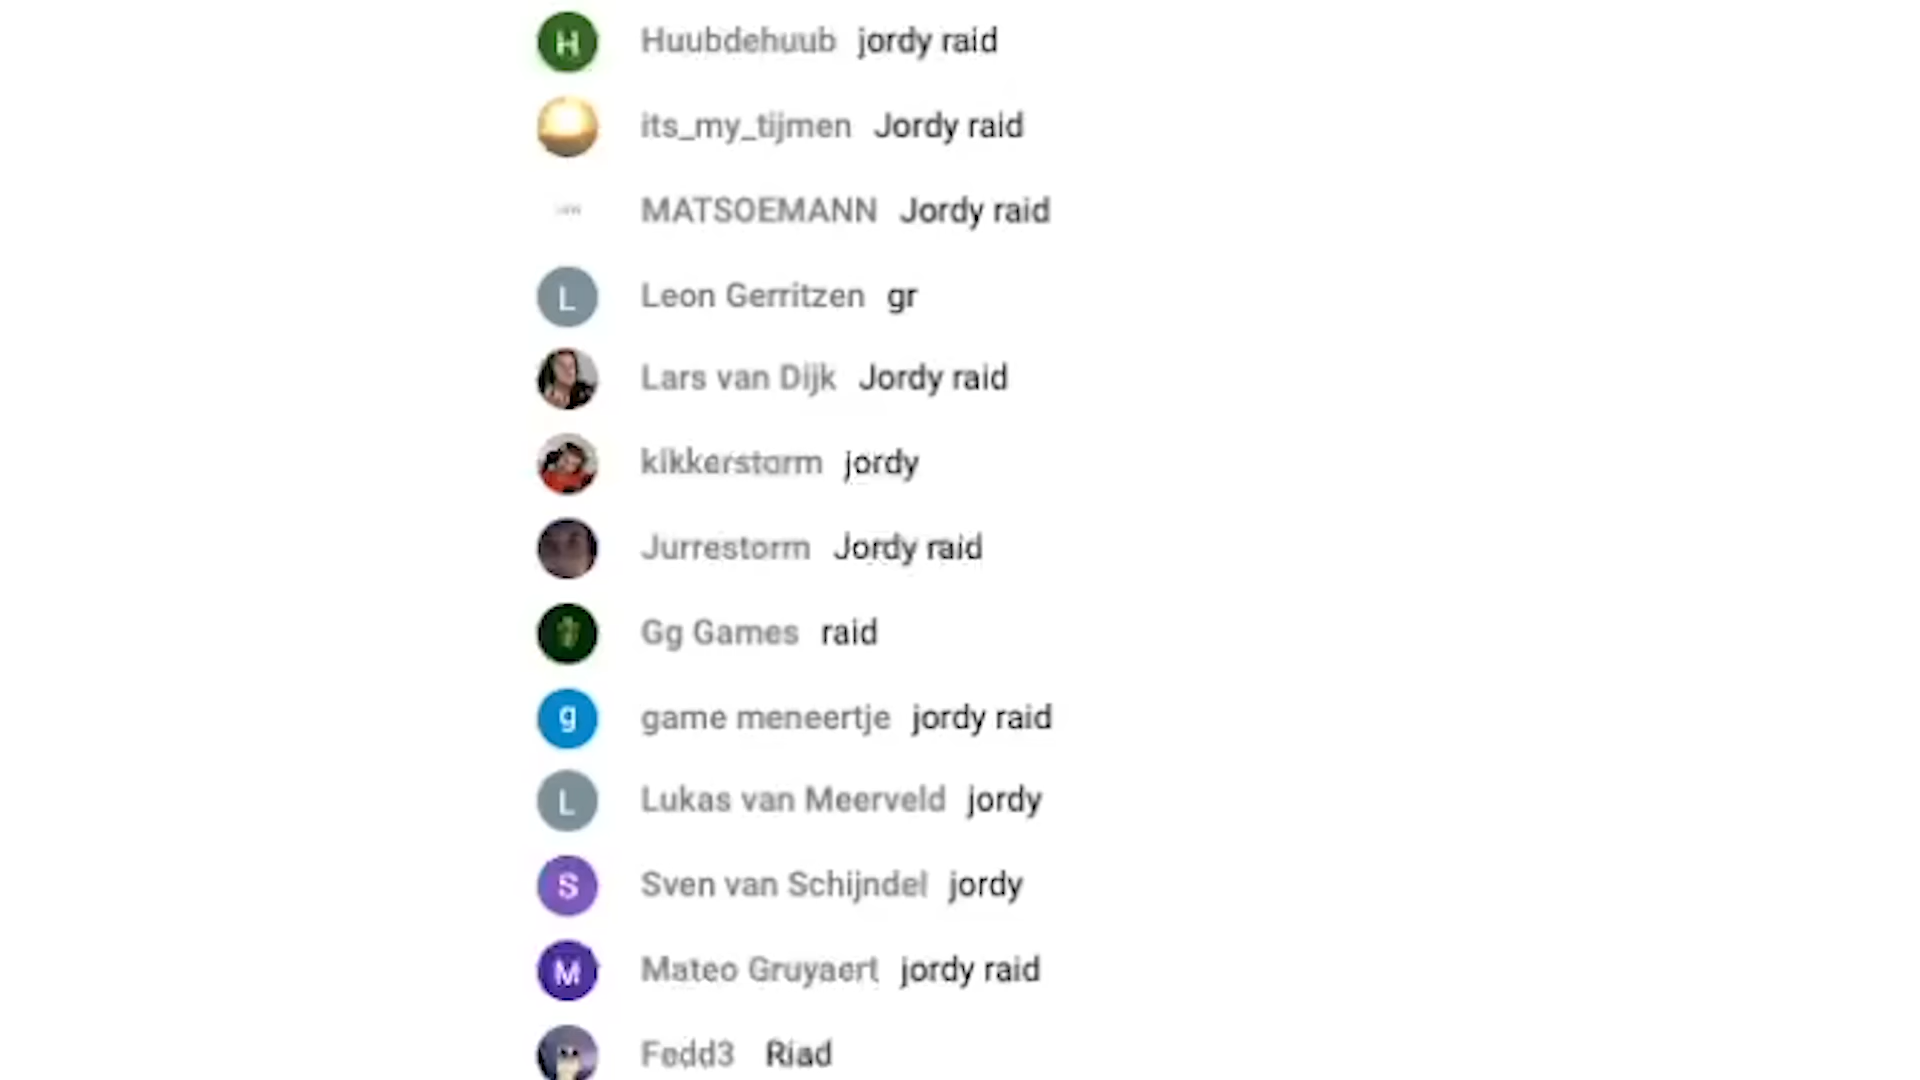 H Huubdehuub jordy raid
its_my_tijmen Jordy raid
MATSOEMANN Jordy raid
L Leon Gerritzen gr
Lars van Dijk Jordy raid
kikkerstorm jordy
Jurrestorm Jordy raid
Gg Games raid
g game meneertje jordy raid
L Lukas van Meerveld jordy
S Sven van Schijndel jordy
M Mateo Gruyaert jordy raid
Fedd3 Riad